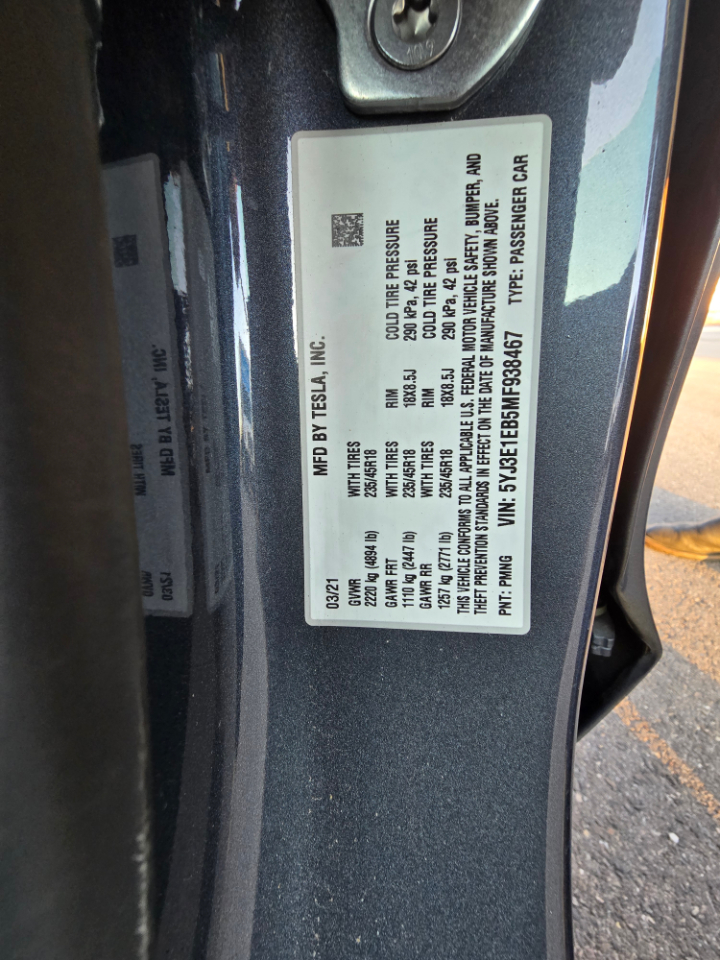 MFD BY TESLA, INC.
03/21
GVWR WITH TIRES
2220 kg (4894 lb) 235/45R18
GAWR FRT WITH TIRES RIM COLD TIRE PRESSURE
1110 kg (2447 lb) 235/45R18 18X8.5J 290 kPa, 42 psi
GAWR RR WITH TIRES RIM COLD TIRE PRESSURE
1257 kg (2771 lb) 235/45R18 18X8.5J 290 kPa, 42 psi
THIS VEHICLE CONFORMS TO ALL APPLICABLE U.S. FEDERAL MOTOR VEHICLE SAFETY, BUMPER, AND
THEFT PREVENTION STANDARDS IN EFFECT ON THE DATE OF MANUFACTURE SHOWN ABOVE.
PNT: PMNG VIN: 5YJ3E1EB5MF938467 TYPE: PASSENGER CAR